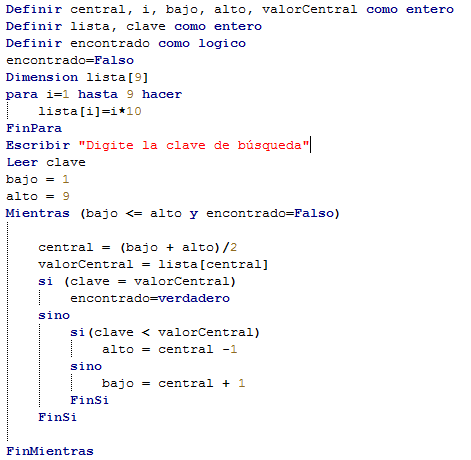 Definir central, i, bajo, alto, valorCentral como entero
Definir lista, clave como entero
Definir encontrado como logico
encontrado=Falso
Dimension lista[9]
para i=1 hasta 9 hacer
    lista[i]=i*10
FinPara
Escribir "Digite la clave de búsqueda"
Leer clave
bajo = 1
alto = 9
Mientras (bajo <= alto y encontrado=Falso)
    central = (bajo + alto)/2
    valorCentral = lista[central]
    si (clave = valorCentral)
        encontrado=verdadero
    sino
        si(clave < valorCentral)
            alto = central -1
        sino
            bajo = central + 1
        FinSi
    FinSi
FinMientras